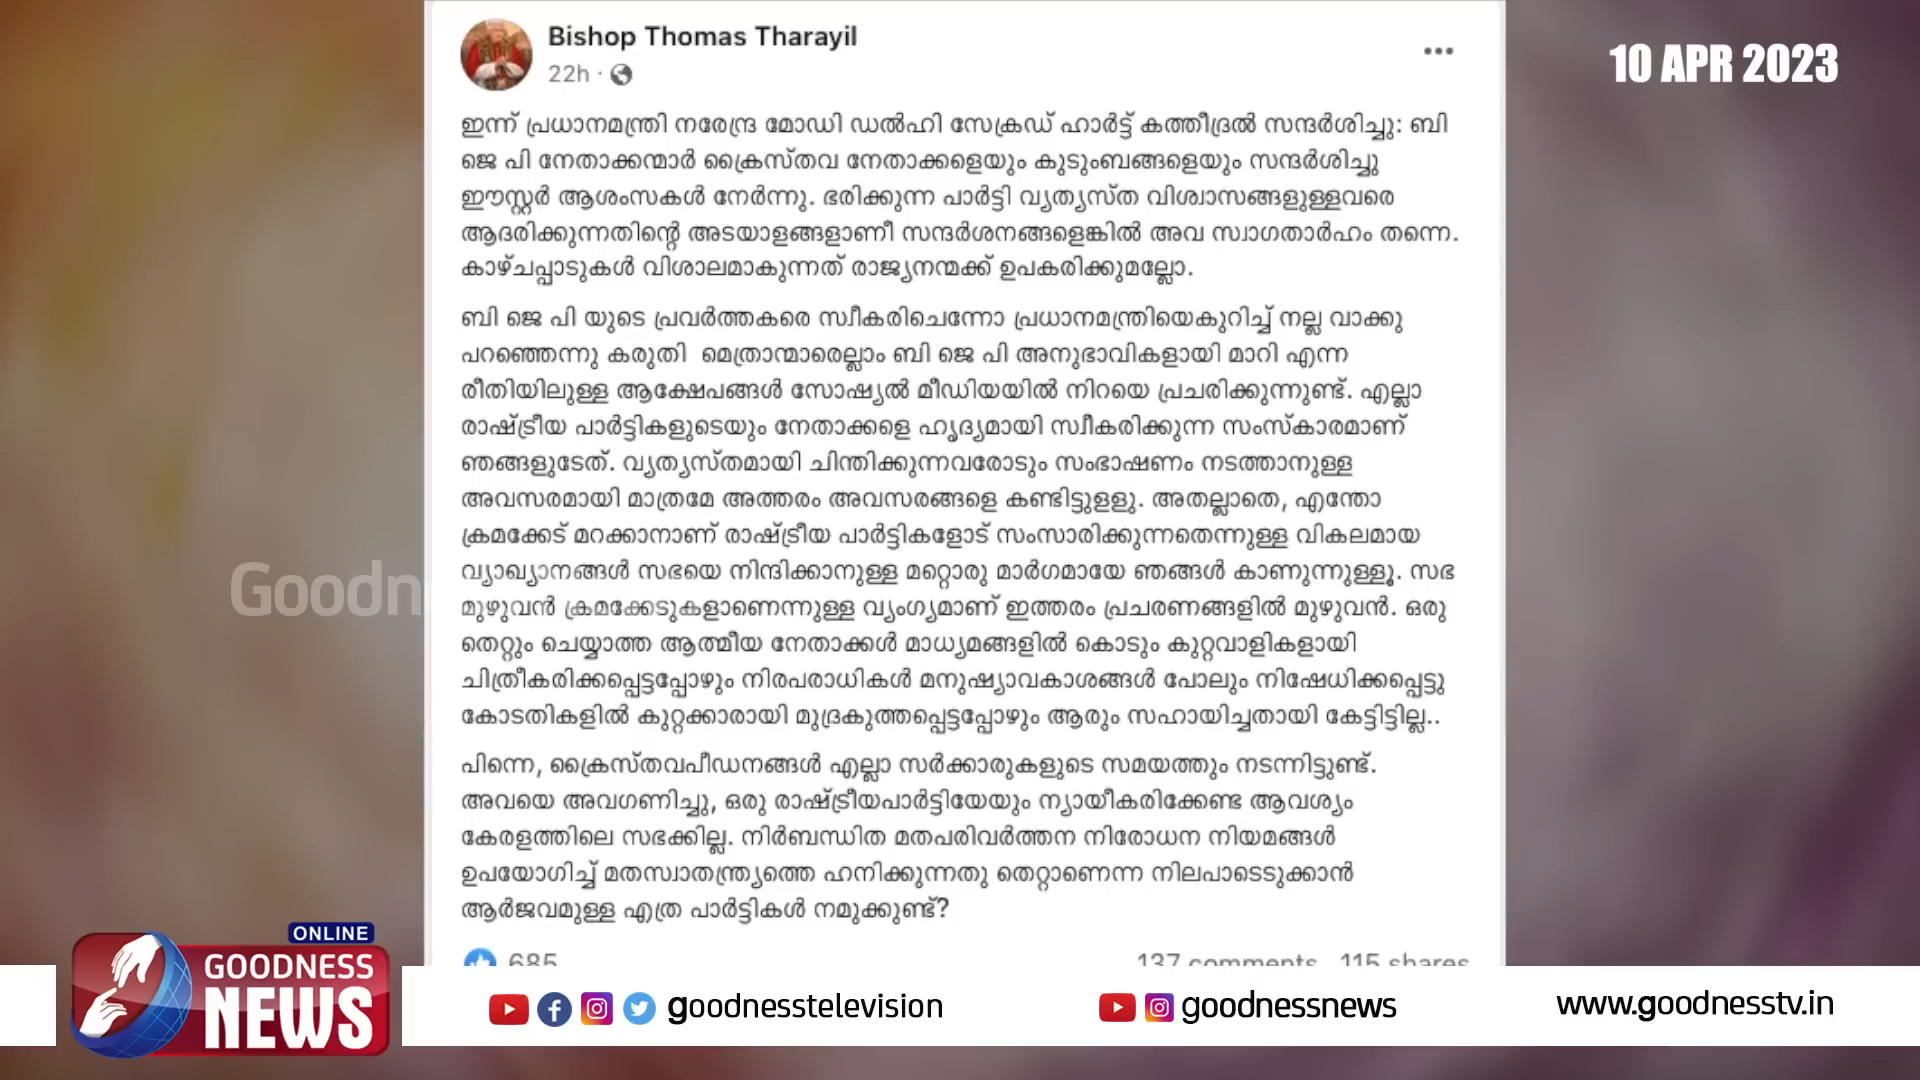 Bishop Thomas Tharayil
22h ·
10 APR 2023
ഇന്ന് പ്രധാനമന്ത്രി നരേന്ദ്ര മോഡി ഡൽഹി സേക്രഡ് ഹാർട്ട് കത്തീദ്രൽ സന്ദർശിച്ചു: ബി
ജെ പി നേതാക്കന്മാർ ക്രൈസ്തവ നേതാക്കളെയും കുടുംബങ്ങളെയും സന്ദർശിച്ചു
ഈസ്റ്റർ ആശംസകൾ നേർന്നു. ഭരിക്കുന്ന പാർട്ടി വ്യത്യസ്ത വിശ്വാസങ്ങളുള്ളവരെ
ആദരിക്കുന്നതിന്റെ അടയാളങ്ങളാണീ സന്ദർശനങ്ങളെങ്കിൽ അവ സ്വാഗതാർഹം തന്നെ.
കാഴ്ചപ്പാടുകൾ വിശാലമാകുന്നത് രാജ്യനന്മക്ക് ഉപകരിക്കുമല്ലോ.
ബി ജെ പി യുടെ പ്രവർത്തകരെ സ്വീകരിചെന്നോ പ്രധാനമന്ത്രിയെകുറിച്ച് നല്ല വാക്കു
പറഞ്ഞെന്നു കരുതി മെത്രാന്മാരെല്ലാം ബി ജെ പി അനുഭാവികളായി മാറി എന്ന
രീതിയിലുള്ള ആക്ഷേപങ്ങൾ സോഷ്യൽ മീഡിയയിൽ നിറയെ പ്രചരിക്കുന്നുണ്ട്. എല്ലാ
രാഷ്ട്രീയ പാർട്ടികളുടെയും നേതാക്കളെ ഹൃദ്യമായി സ്വീകരിക്കുന്ന സംസ്കാരമാണ്
ഞങ്ങളുടേത്. വ്യത്യസ്തമായി ചിന്തിക്കുന്നവരോടും സംഭാഷണം നടത്താനുള്ള
അവസരമായി മാത്രമേ അത്തരം അവസരങ്ങളെ കണ്ടിട്ടുളളു. അതല്ലാതെ, എന്തോ
ക്രമക്കേട് മറക്കാനാണ് രാഷ്ട്രീയ പാർട്ടികളോട് സംസാരിക്കുന്നതെന്നുള്ള വികലമായ
വ്യാഖ്യാനങ്ങൾ സഭയെ നിന്ദിക്കാനുള്ള മറ്റൊരു മാർഗമായേ ഞങ്ങൾ കാണുന്നുള്ളൂ. സഭ
മുഴുവൻ ക്രമക്കേടുകളാണെന്നുള്ള വ്യംഗ്യമാണ് ഇത്തരം പ്രചരണങ്ങളിൽ മുഴുവൻ. ഒരു
തെറ്റും ചെയ്യാത്ത ആത്മീയ നേതാക്കൾ മാധ്യമങ്ങളിൽ കൊടും കുറ്റവാളികളായി
ചിത്രീകരിക്കപ്പെട്ടപ്പോഴും നിരപരാധികൾ മനുഷ്യാവകാശങ്ങൾ പോലും നിഷേധിക്കപ്പെട്ടു
കോടതികളിൽ കുറ്റക്കാരായി മുദ്രകുത്തപ്പെട്ടപ്പോഴും ആരും സഹായിച്ചതായി കേട്ടിട്ടില്ല..
പിന്നെ, ക്രൈസ്തവപീഡനങ്ങൾ എല്ലാ സർക്കാരുകളുടെ സമയത്തും നടന്നിട്ടുണ്ട്.
അവയെ അവഗണിച്ചു, ഒരു രാഷ്ട്രീയപാർട്ടിയേയും ന്യായീകരിക്കേണ്ട ആവശ്യം
കേരളത്തിലെ സഭക്കില്ല. നിർബന്ധിത മതപരിവർത്തന നിരോധന നിയമങ്ങൾ
ഉപയോഗിച്ച് മതസ്വാതന്ത്ര്യത്തെ ഹനിക്കുന്നതു തെറ്റാണെന്ന നിലപാടെടുക്കാൻ
ആർജവമുള്ള എത്ര പാർട്ടികൾ നമുക്കുണ്ട്?
685 137 comments 115 shares
Goodn
ONLINE
GOODNESS
NEWS
goodnesstelevision goodnessnews www.goodnesstv.in